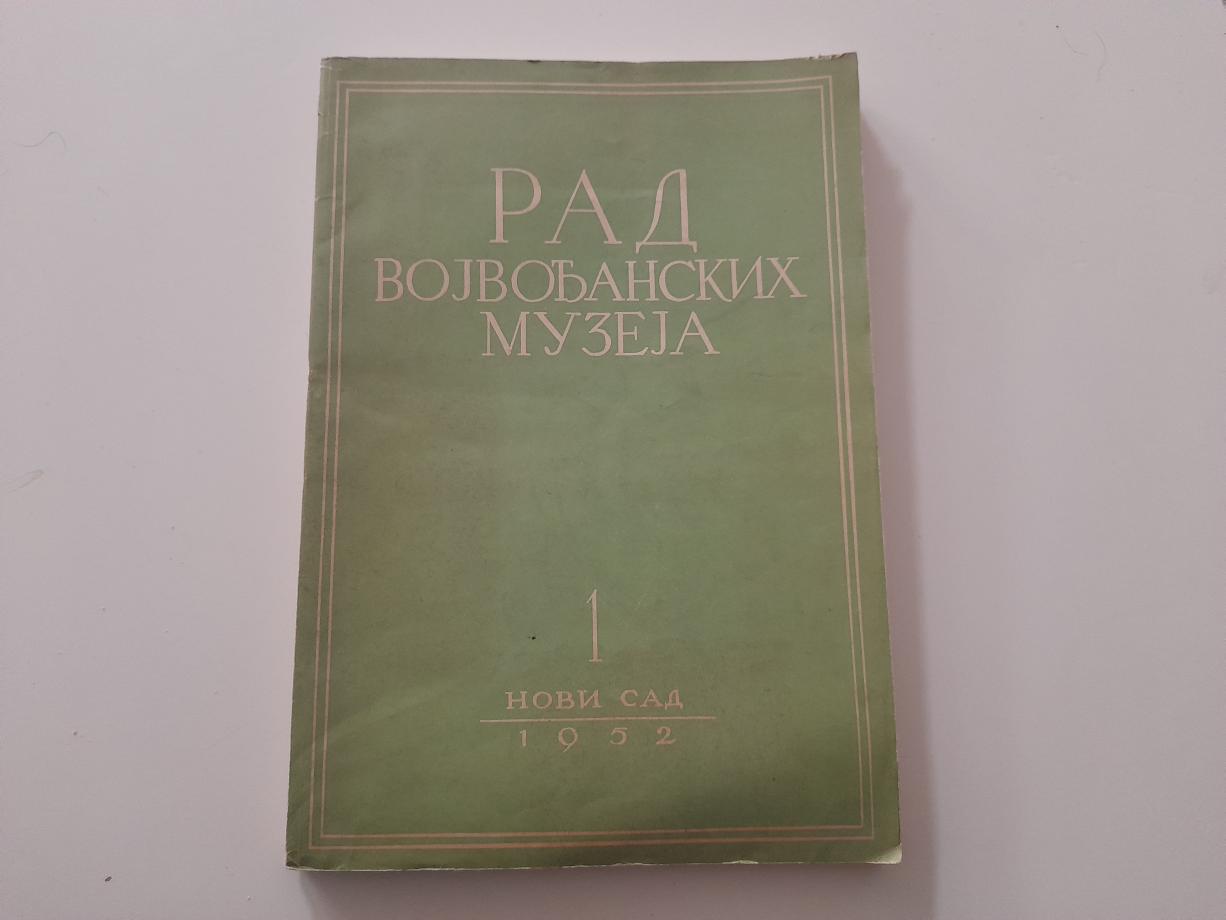 РАД
ВОЈВОЂАНСКИХ
МУЗЕЈА
1
НОВИ САД
1952